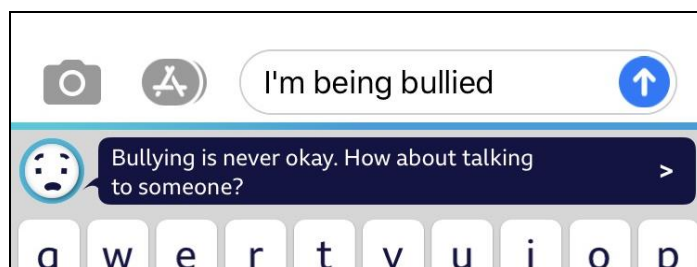 I'm being bullied
Bullying is never okay. How about talking
to someone?
>
q w e r t y u i o p